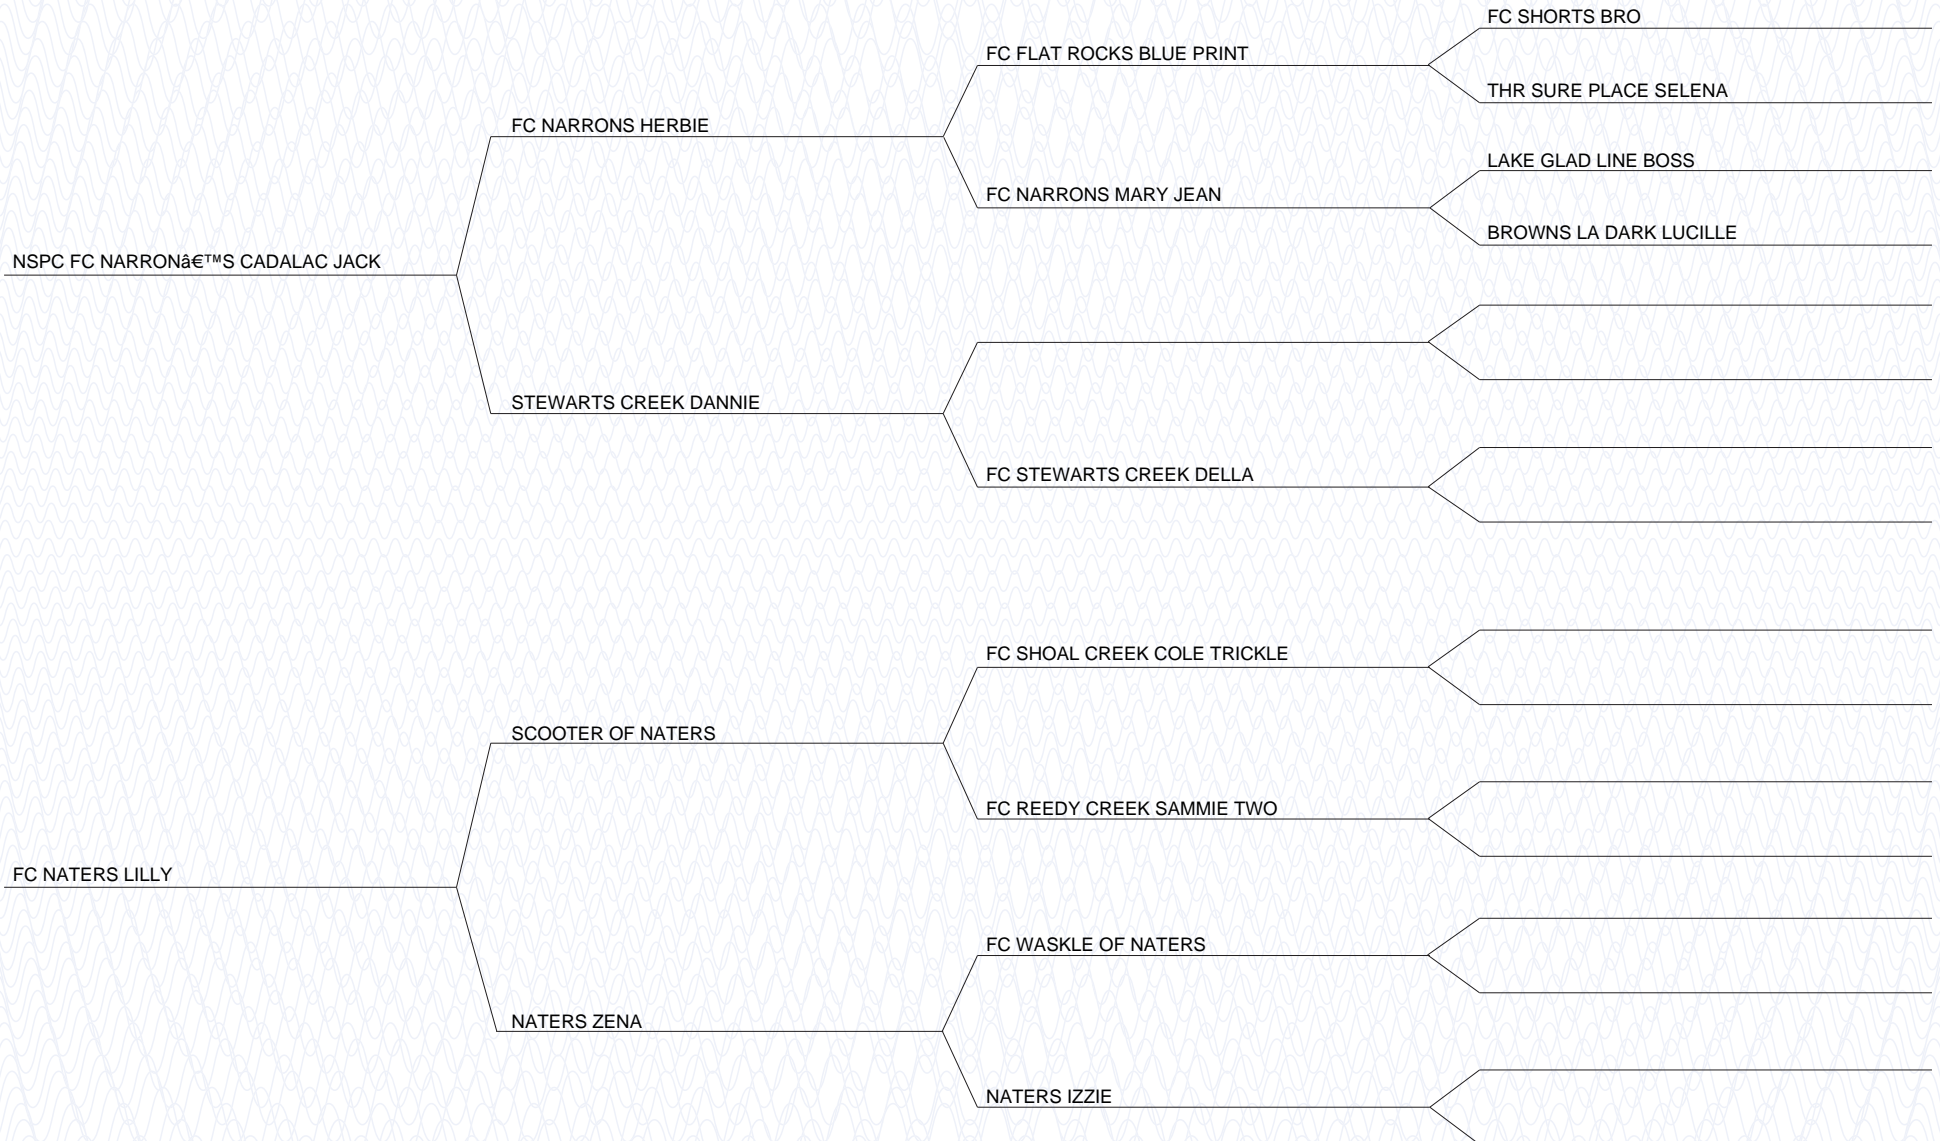 FC SHORTS BRO
FC FLAT ROCKS BLUE PRINT
THR SURE PLACE SELENA
FC NARRONS HERBIE
LAKE GLAD LINE BOSS
FC NARRONS MARY JEAN
BROWNS LA DARK LUCILLE
NSPC FC NARRONâ€™S CADALAC JACK
STEWARTS CREEK DANNIE
FC STEWARTS CREEK DELLA
FC SHOAL CREEK COLE TRICKLE
SCOOTER OF NATERS
FC REEDY CREEK SAMMIE TWO
FC NATERS LILLY
FC WASKLE OF NATERS
NATERS ZENA
NATERS IZZIE